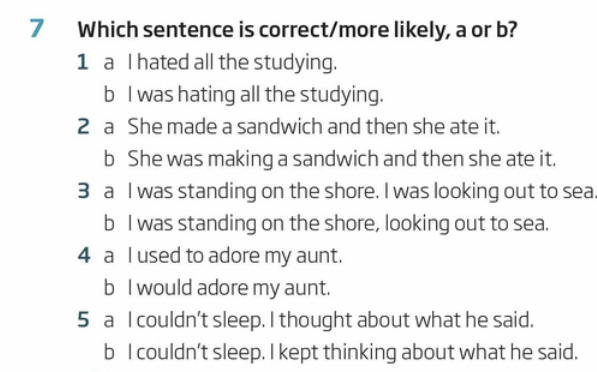 7 Which sentence is correct/more likely, a or b?
1 a I hated all the studying.
b I was hating all the studying.
2 a She made a sandwich and then she ate it.
b She was making a sandwich and then she ate it.
3 a I was standing on the shore. I was looking out to sea.
b I was standing on the shore, looking out to sea.
4 a I used to adore my aunt.
b I would adore my aunt.
5 a I couldn't sleep. I thought about what he said.
b I couldn't sleep. I kept thinking about what he said.